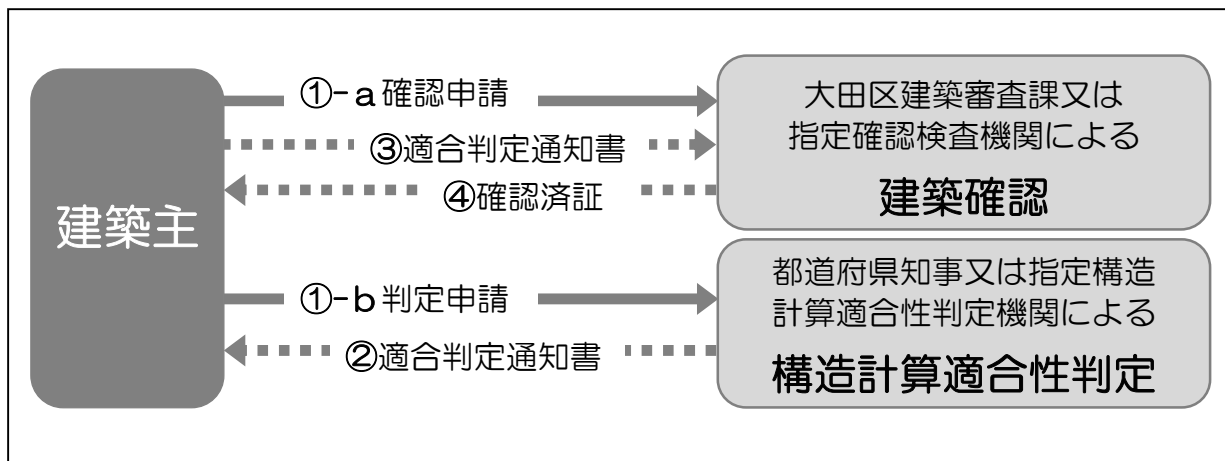 建築主
①-a確認申請
③適合判定通知書
④確認済証
大田区建築審査課又は
指定確認検査機関による
建築確認
①-b判定申請
②適合判定通知書
都道府県知事又は指定構造
計算適合性判定機関による
構造計算適合性判定